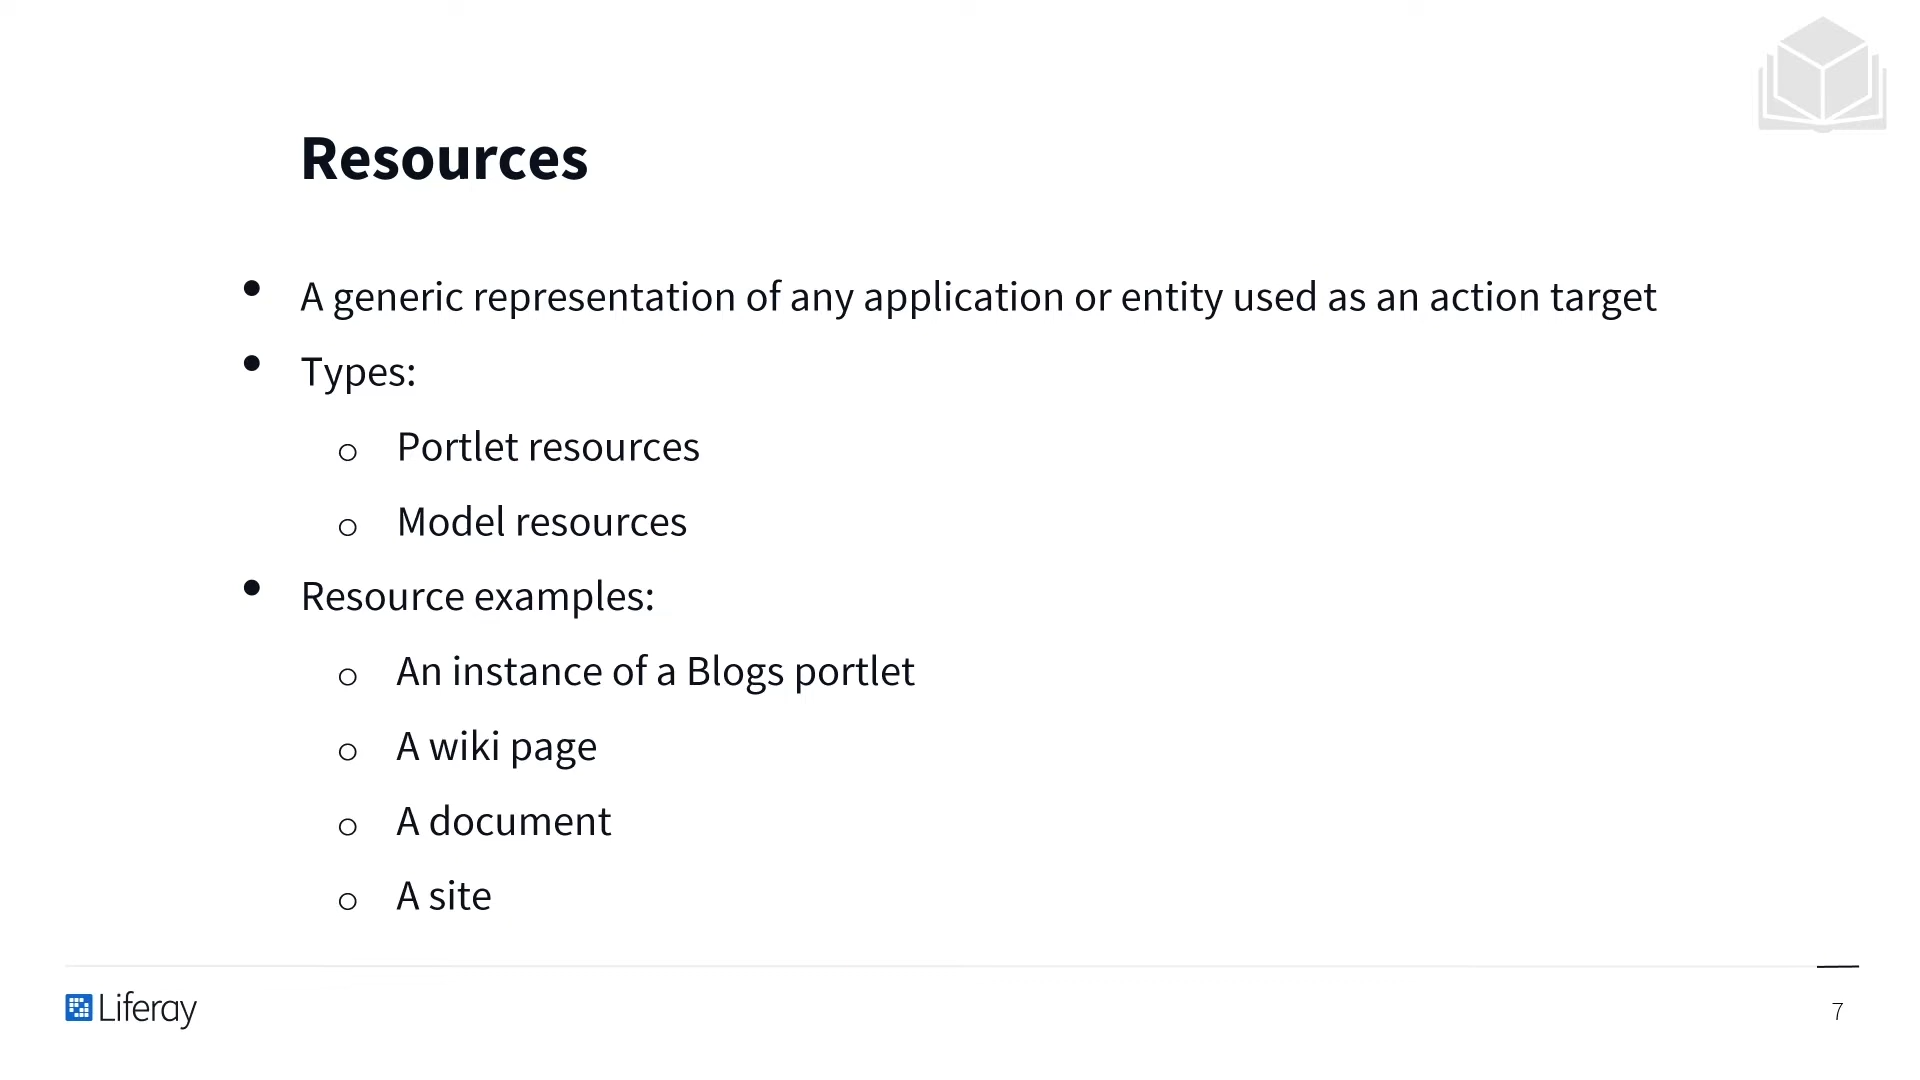 Resources
• A generic representation of any application or entity used as an action target
• Types:
o Portlet resources
o Model resources
• Resource examples:
o An instance of a Blogs portlet
o A wiki page
o A document
o A site
Liferay
7